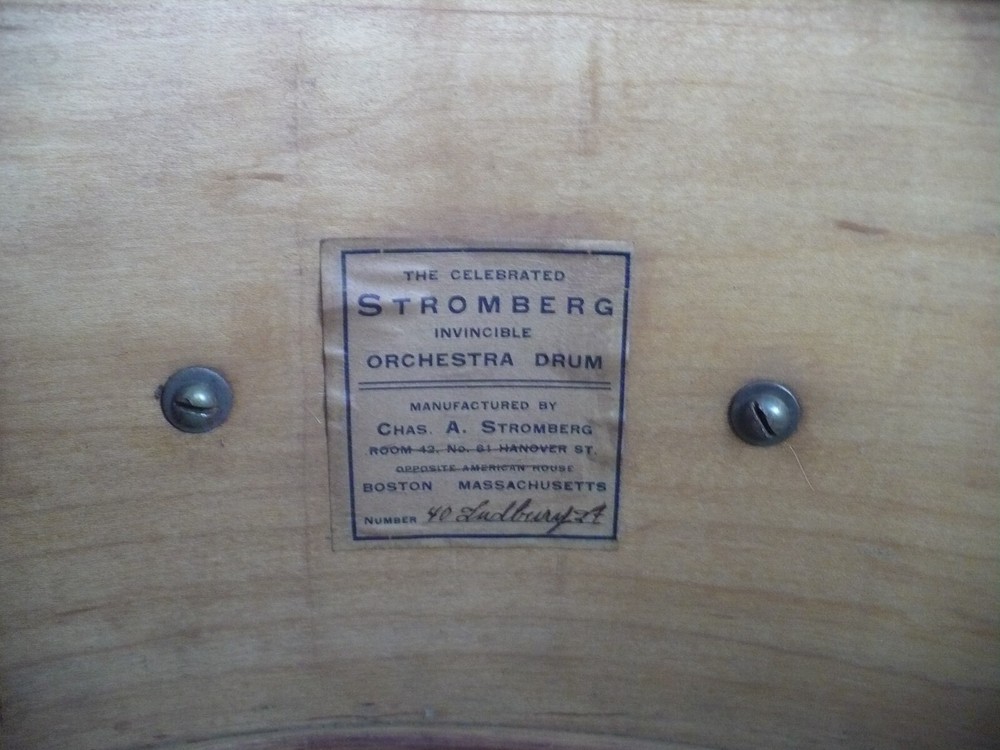 THE CELEBRATED
STROMBERG
INVINCIBLE
ORCHESTRA DRUM
MANUFACTURED BY
CHAS. A. STROMBERG
ROOM 42, No. 61 HANOVER ST.
OPPOSITE AMERICAN HOUSE
BOSTON MASSACHUSETTS
NUMBER 40 Sudbury St